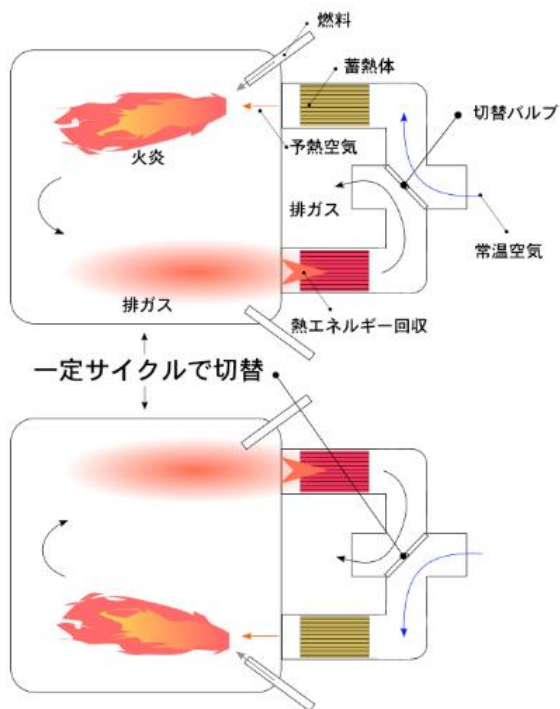 燃料
蓄熱体
切替バルブ
予熱空気
火炎
排ガス
常温空気
排ガス
熱エネルギー回収
一定サイクルで切替